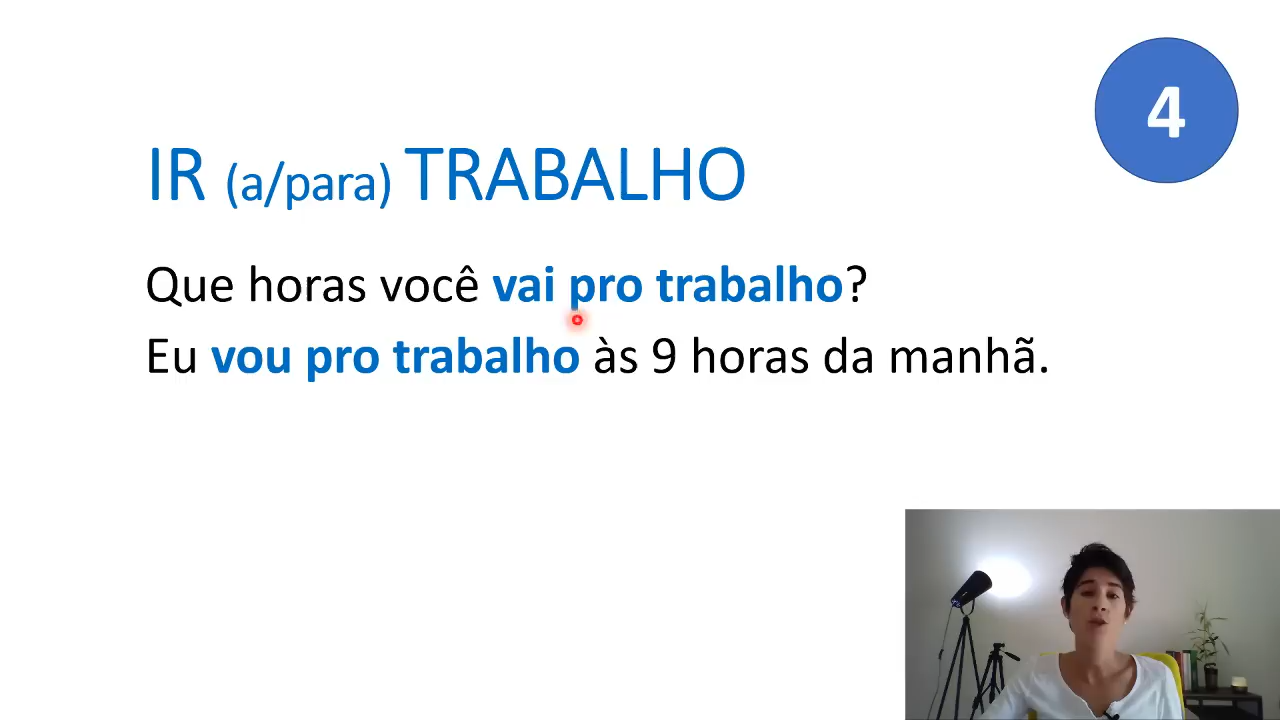 4
IR (a/para) TRABALHO
Que horas você vai pro trabalho?
Eu vou pro trabalho às 9 horas da manhã.